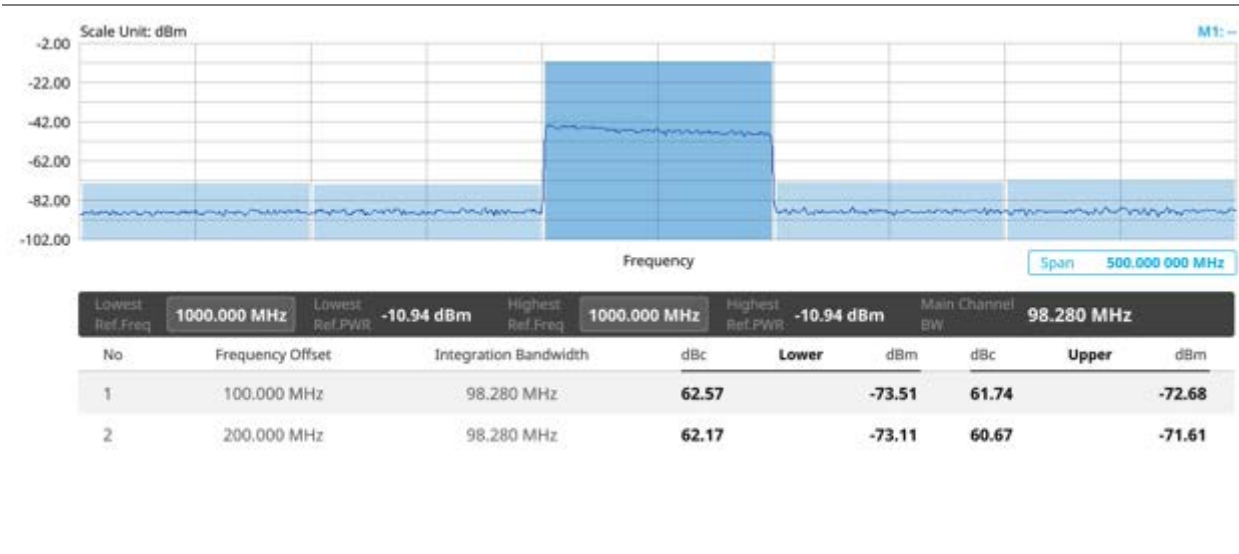 Scale Unit: dBm
M1: --
-2.00
-22.00
-42.00
-62.00
-82.00
-102.00
Frequency
Span 500.000 000 MHz
Lowest Ref.Freq 1000.000 MHz Lowest Ref.PWR -10.94 dBm Highest Ref.Freq 1000.000 MHz Highest Ref.PWR -10.94 dBm Main Channel BW 98.280 MHz
No Frequency Offset Integration Bandwidth dBc Lower dBm dBc Upper dBm
1 100.000 MHz 98.280 MHz 62.57 -73.51 61.74 -72.68
2 200.000 MHz 98.280 MHz 62.17 -73.11 60.67 -71.61